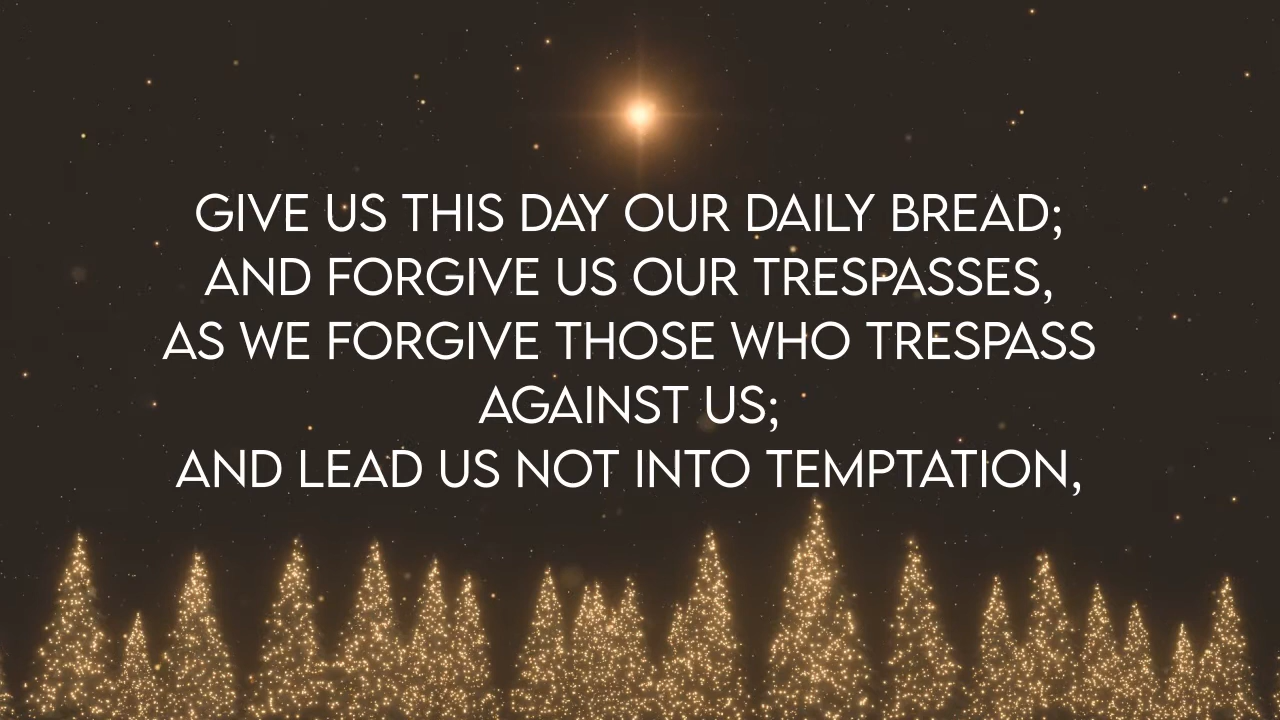 GIVE US THIS DAY OUR DAILY BREAD;
AND FORGIVE US OUR TRESPASSES,
AS WE FORGIVE THOSE WHO TRESPASS
AGAINST US;
AND LEAD US NOT INTO TEMPTATION,